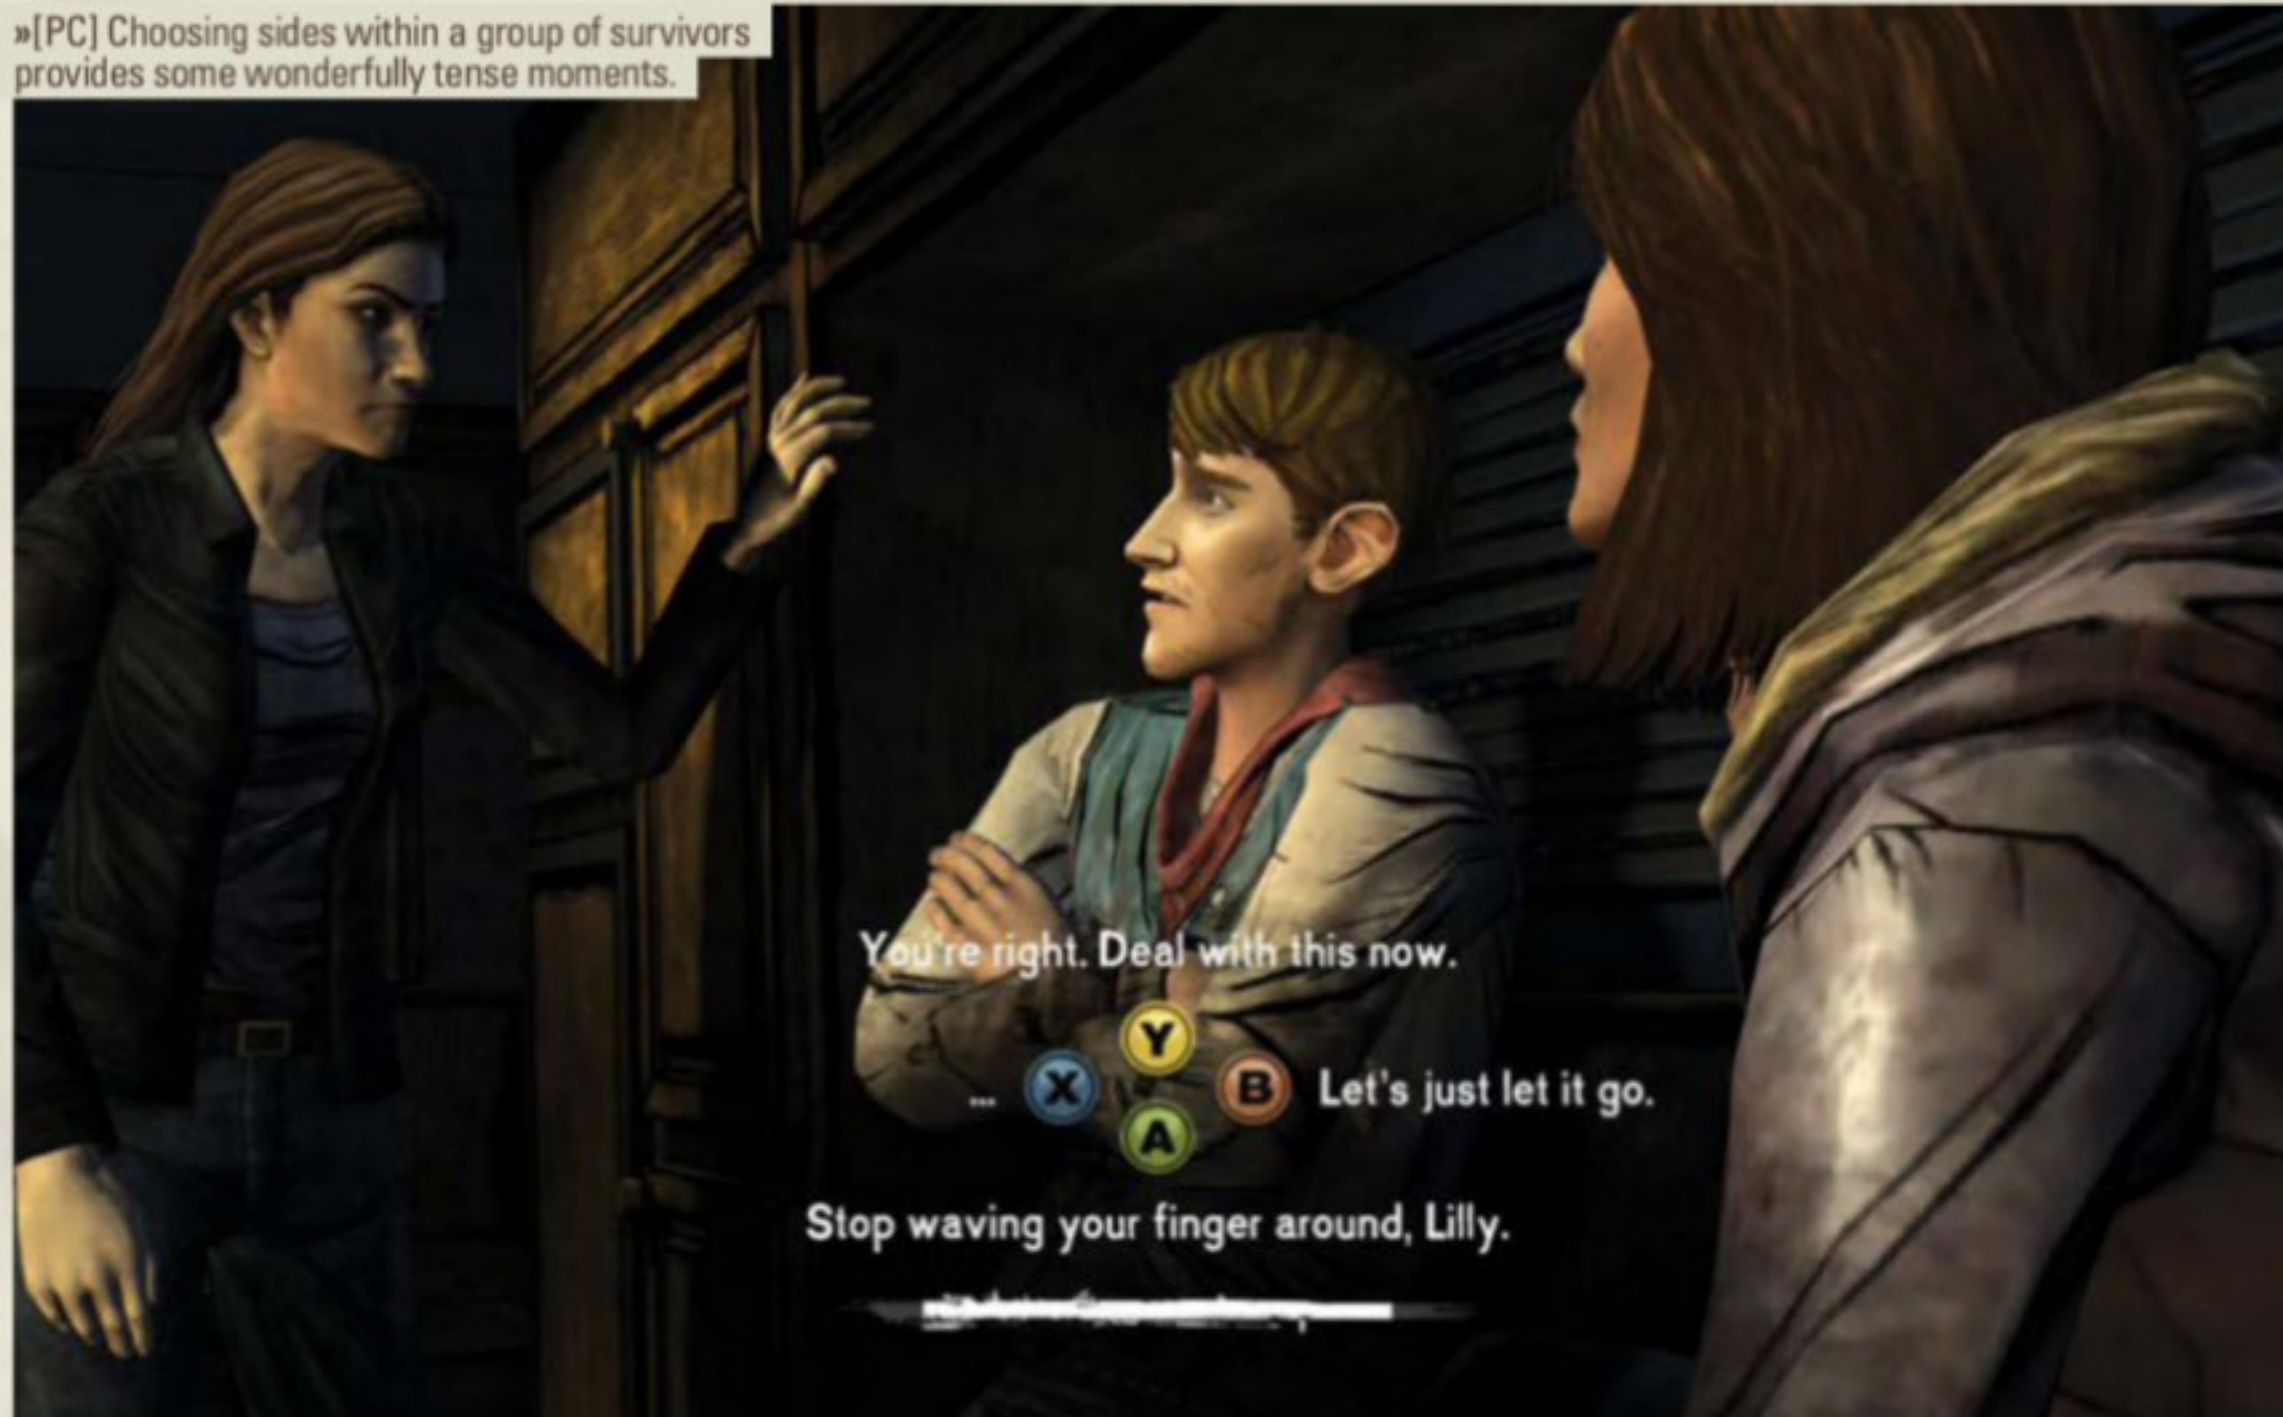 »[PC] Choosing sides within a group of survivors
provides some wonderfully tense moments.
You're right. Deal with this now.
Y
... X B Let's just let it go.
A
Stop waving your finger around, Lilly.